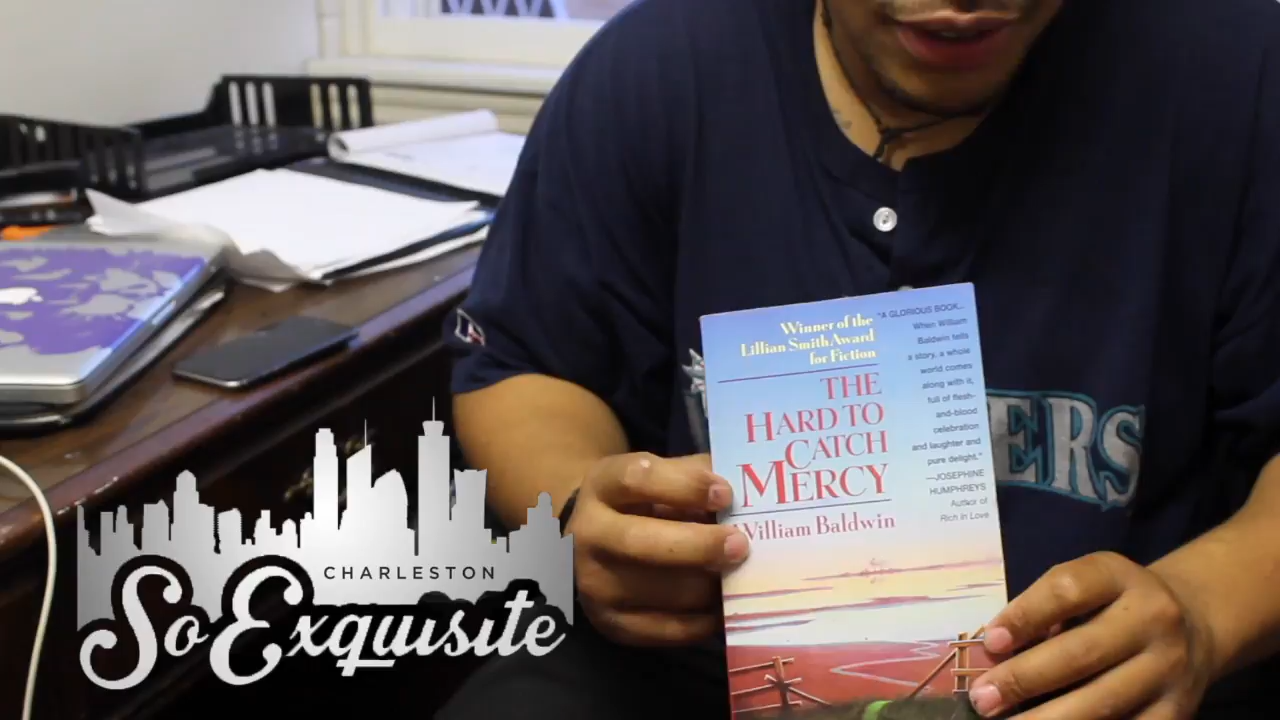 Winner of the
Lillian Smith Award
for Fiction
THE
HARD TO
CATCH
MERCY
William Baldwin
"A GLORIOUS BOOK...
When William
Baldwin tells
a story, a whole
world comes
along with it,
full of flesh-
and-blood
celebration
and laughter and
pure delight."
—JOSEPHINE
HUMPHREYS
Author of
Rich in Love
ERS
CHARLESTON
So Exquisite